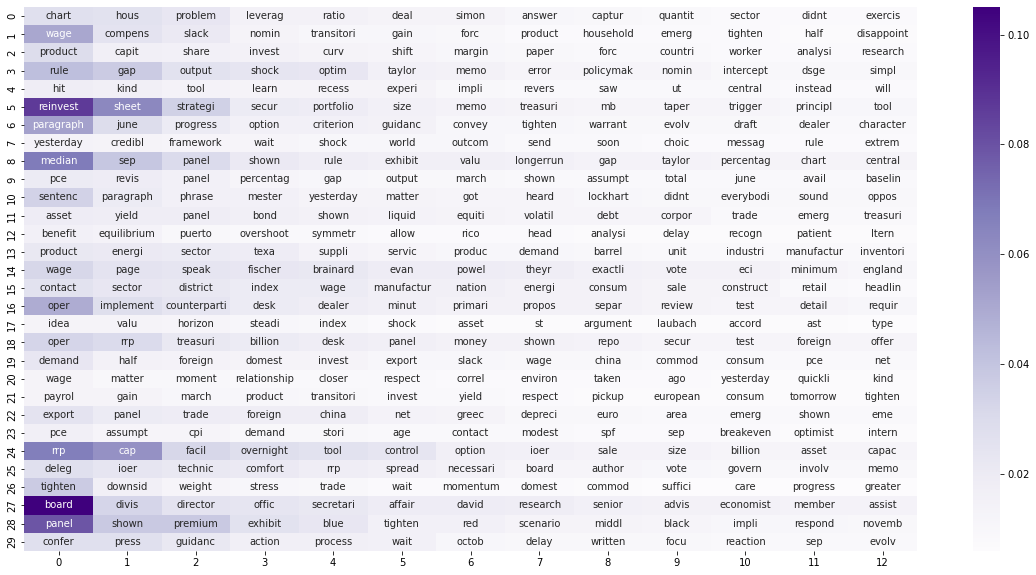 0 chart hous problem leverag ratio deal simon answer captur quantit sector didnt exercis
1 wage compens slack nomin transitori gain forc product household emerg tighten half disappoint
2 product capit share invest curv shift margin paper forc countri worker analysi research
3 rule gap output shock optim taylor memo error policymak nomin intercept dsge simpl
4 hit kind tool learn recess experi impli revers saw ut central instead will
5 reinvest sheet strategi secur portfolio size memo treasuri mb taper trigger principl tool
6 paragraph june progress option criterion guidanc convey tighten warrant evolv draft dealer character
7 yesterday credibl framework wait shock world outcom send soon choic messag rule extrem
8 median sep panel shown rule exhibit valu longerrun gap taylor percentag chart central
9 pce revis panel percentag gap output march shown assumpt total june avail baselin
10 sentenc paragraph phrase mester yesterday matter got heard lockhart didnt everybodi sound oppos
11 asset yield panel bond shown liquid equiti volatil debt corpor trade emerg treasuri
12 benefit equilibrium puerto overshoot symmetr allow rico head analysi delay recogn patient ltern
13 product energi sector texa suppli servic produc demand barrel unit industri manufactur inventori
14 wage page speak fischer brainard evan powel theyr exactli vote eci minimum england
15 contact sector district index wage manufactur nation energi consum sale construct retail headlin
16 oper implement counterparti desk dealer minut primari propos separ review test detail requir
17 idea valu horizon steadi index shock asset st argument laubach accord ast type
18 oper rrp treasuri billion desk panel money shown repo secur test foreign offer
19 demand half foreign domest invest export slack wage china commod consum pce net
20 wage matter moment relationship closer respect correl environ taken ago yesterday quickli kind
21 payrol gain march product transitori invest yield respect pickup european consum tomorrow tighten
22 export panel trade foreign china net greec depreci euro area emerg shown eme
23 pce assumpt cpi demand stori age contact modest spf sep breakeven optimist intern
24 rrp cap facil overnight tool control option ioer sale size billion asset capac
25 deleg ioer technic comfort rrp spread necessari board author vote govern involv memo
26 tighten downsid weight stress trade wait momentum domest commod suffici care progress greater
27 board divis director offic secretari affair david research senior advis economist member assist
28 panel shown premium exhibit blue tighten red scenario middl black impli respond novemb
29 confer press guidanc action process wait octob delay written focu reaction sep evolv
0 1 2 3 4 5 6 7 8 9 10 11 12
0.10
0.08
0.06
0.04
0.02